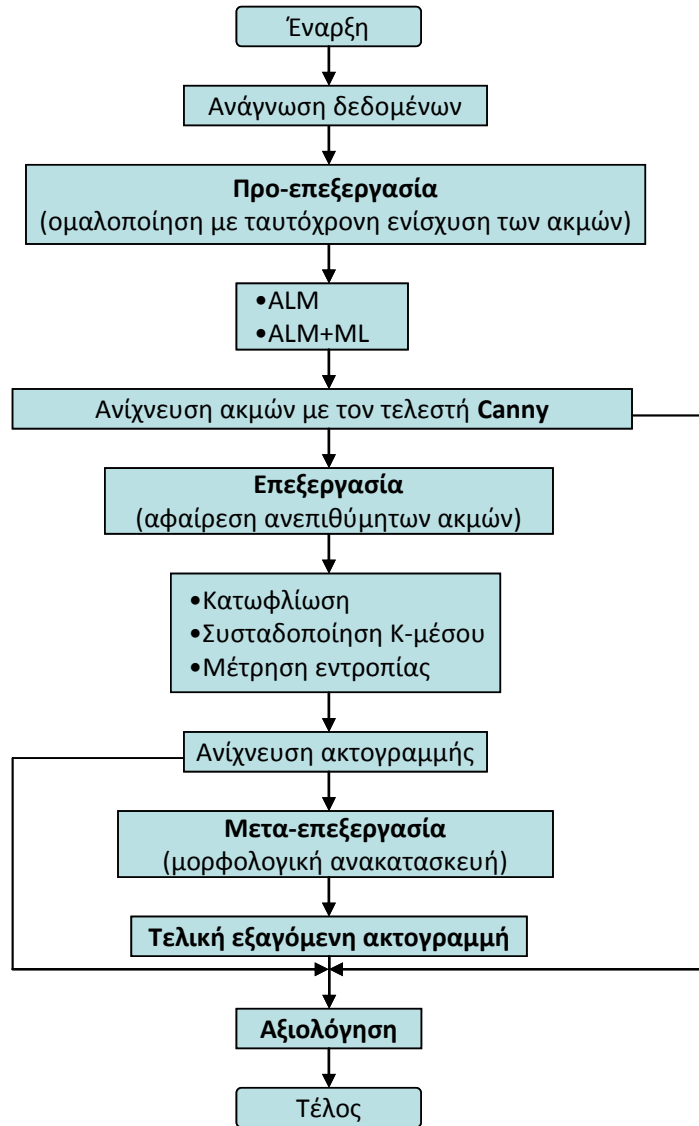 Έναρξη
Ανάγνωση δεδομένων
Προ-επεξεργασία
(ομαλοποίηση με ταυτόχρονη ενίσχυση των ακμών)
•ALM
•ALM+ML
Ανίχνευση ακμών με τον τελεστή Canny
Επεξεργασία
(αφαίρεση ανεπιθύμητων ακμών)
•Κατωφλίωση
•Συσταδοποίηση Κ-μέσου
•Μέτρηση εντροπίας
Ανίχνευση ακτογραμμής
Μετα-επεξεργασία
(μορφολογική ανακατασκευή)
Τελική εξαγόμενη ακτογραμμή
Αξιολόγηση
Τέλος